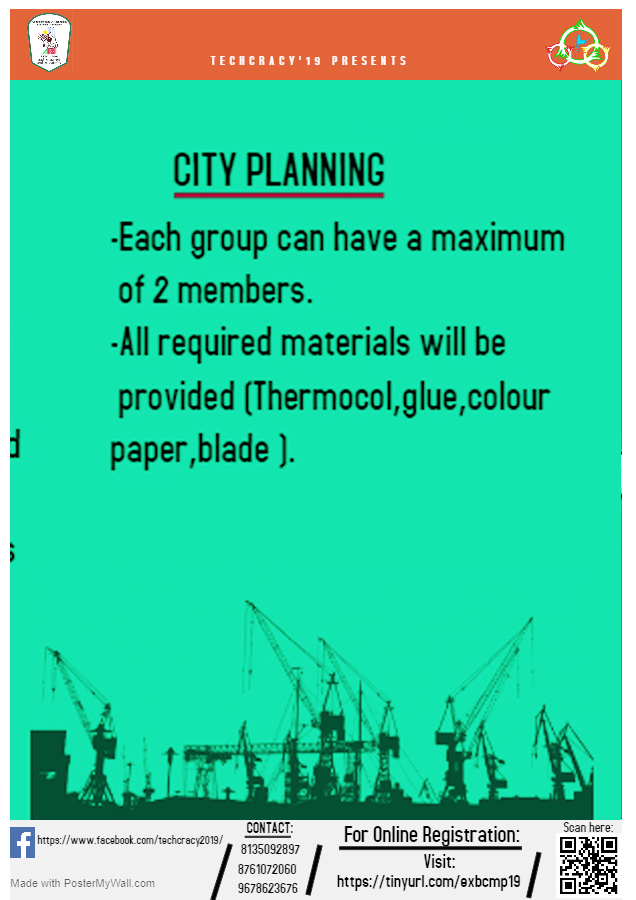 TECHCRACY'19 PRESENTS
CITY PLANNING
-Each group can have a maximum
of 2 members.
-All required materials will be
provided (Thermocol,glue,colour
paper,blade ).
d
s
https://www.facebook.com/techcracy2019/
CONTACT:
8135092897
8761072060
9678623676
For Online Registration:
Visit:
https://tinyurl.com/exbcmp19
Scan here:
Made with PosterMyWall.com